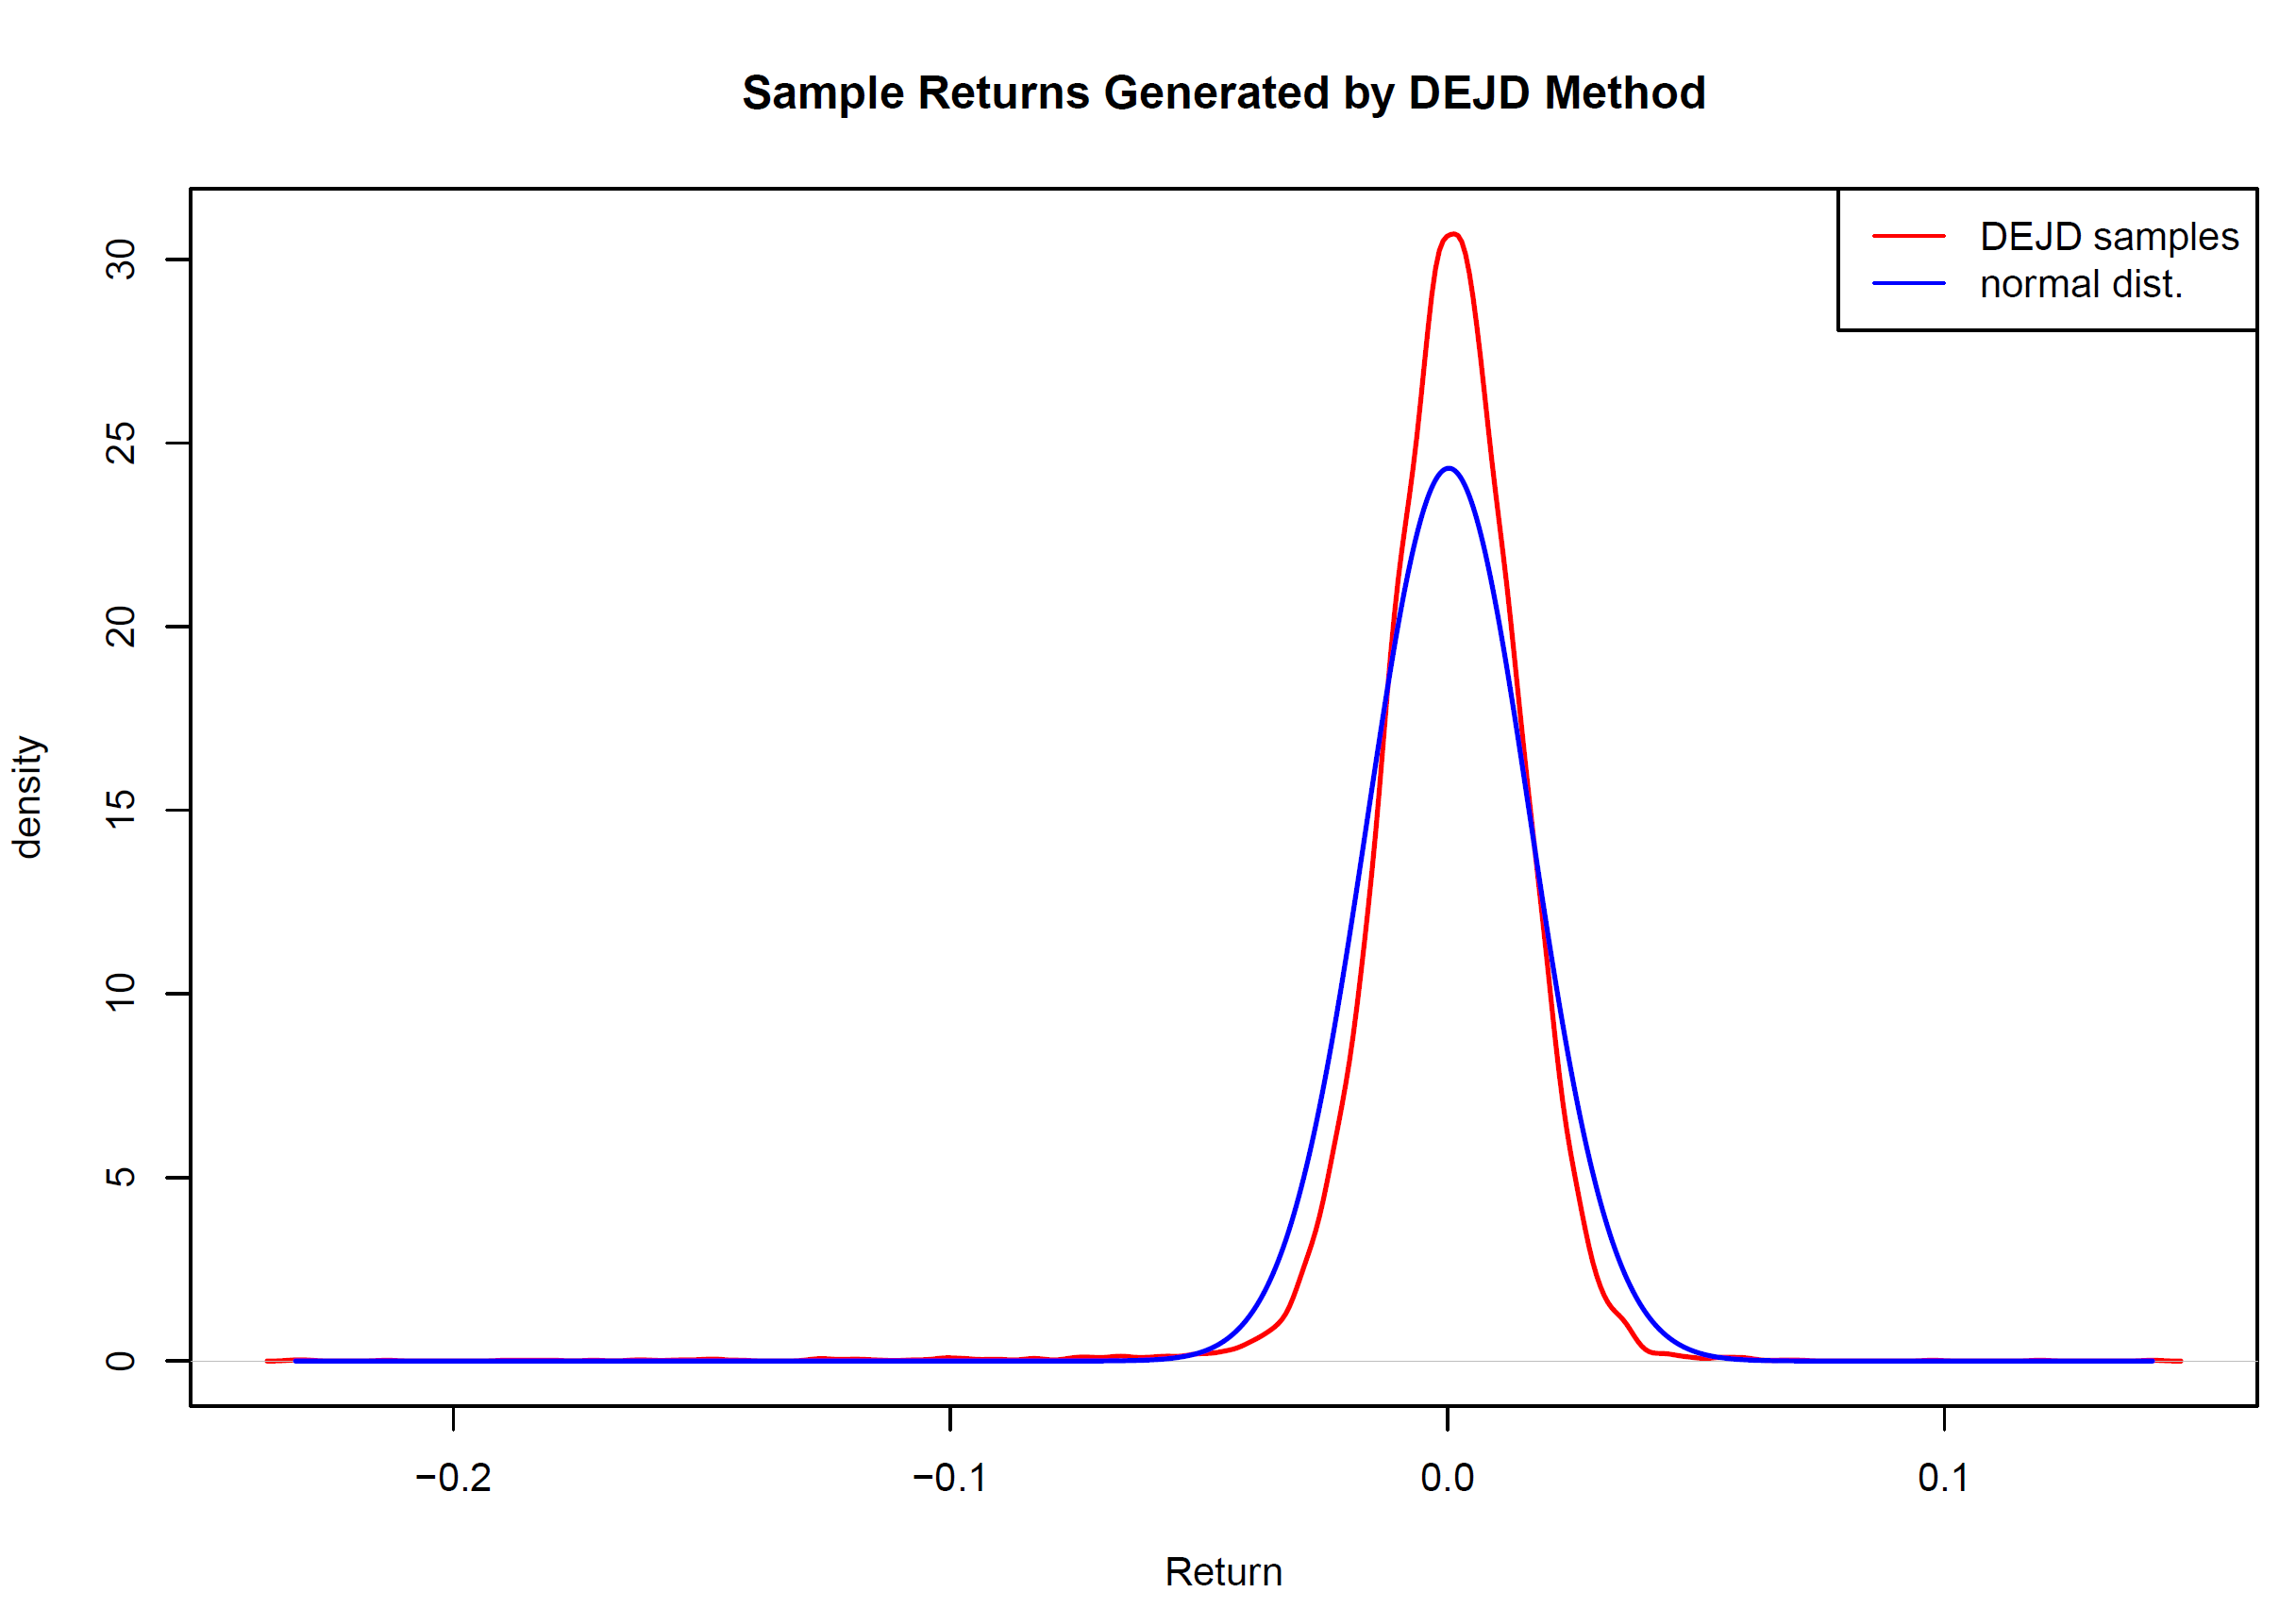 Sample Returns Generated by DEJD Method
DEJD samples
normal dist.
30
25
20
15
10
5
0
density
−0.2
−0.1
0.0
0.1
Return